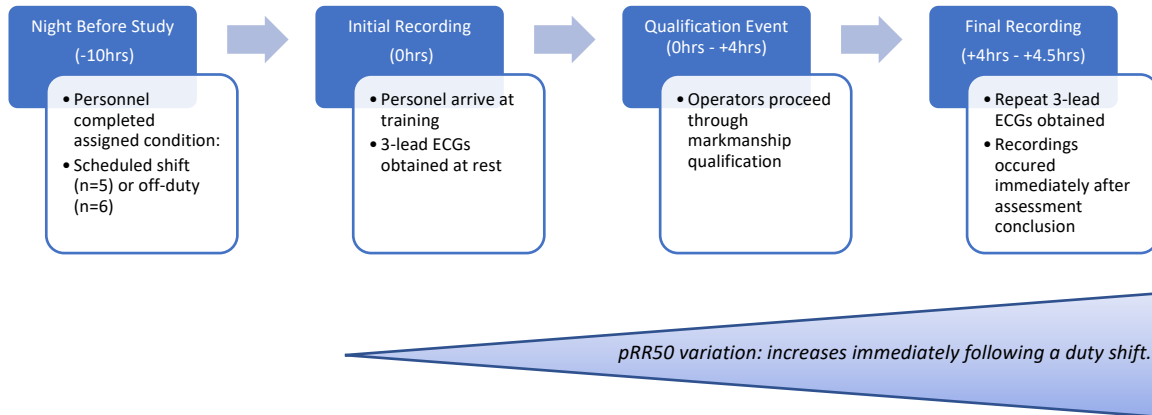 Night Before Study
(-10hrs)
• Personnel
completed
assigned condition:
• Scheduled shift
(n=5) or off-duty
(n=6)
Initial Recording
(0hrs)
• Personel arrive at
training
• 3-lead ECGs
obtained at rest
Qualification Event
(0hrs - +4hrs)
• Operators proceed
through
markmanship
qualification
Final Recording
(+4hrs - +4.5hrs)
• Repeat 3-lead
ECGs obtained
• Recordings
occured
immediately after
assessment
conclusion
pRR50 variation: increases immediately following a duty shift.